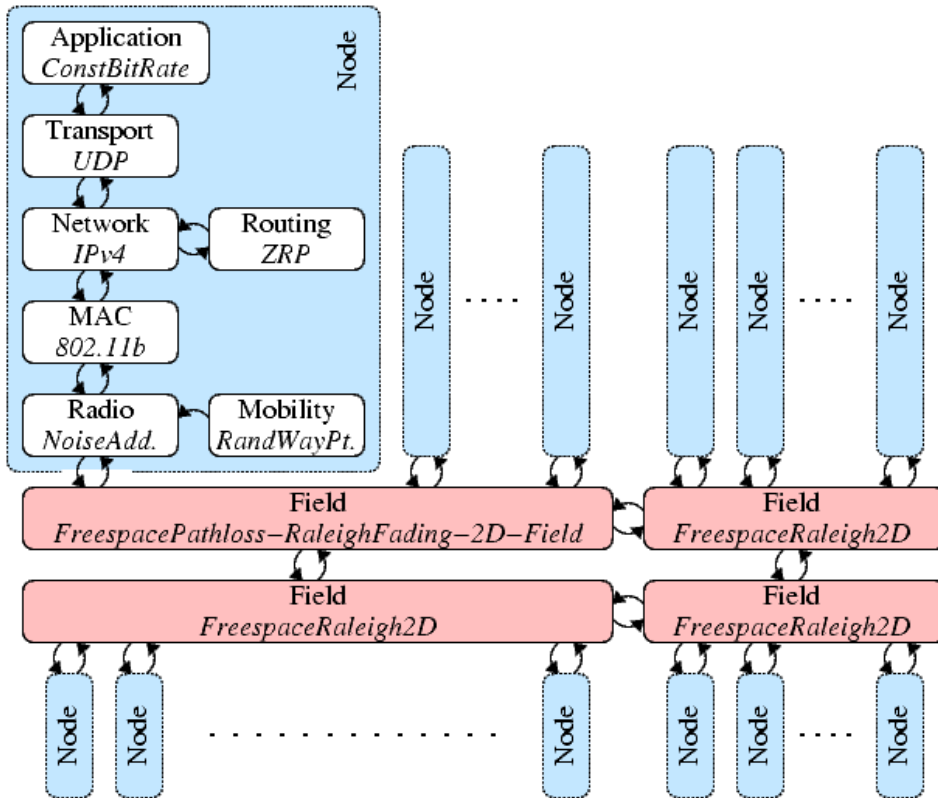 Application
ConstBitRate
Node
Transport
UDP
Network
IPv4
Routing
ZRP
MAC
802.11b
Radio
NoiseAdd.
Mobility
RandWayPt.
Node
Node
Node
Node
Node
Field
FreespacePathloss-RaleighFading-2D-Field
Field
FreespaceRaleigh2D
Field
FreespaceRaleigh2D
Field
FreespaceRaleigh2D
Node
Node
Node
Node
Node
Node